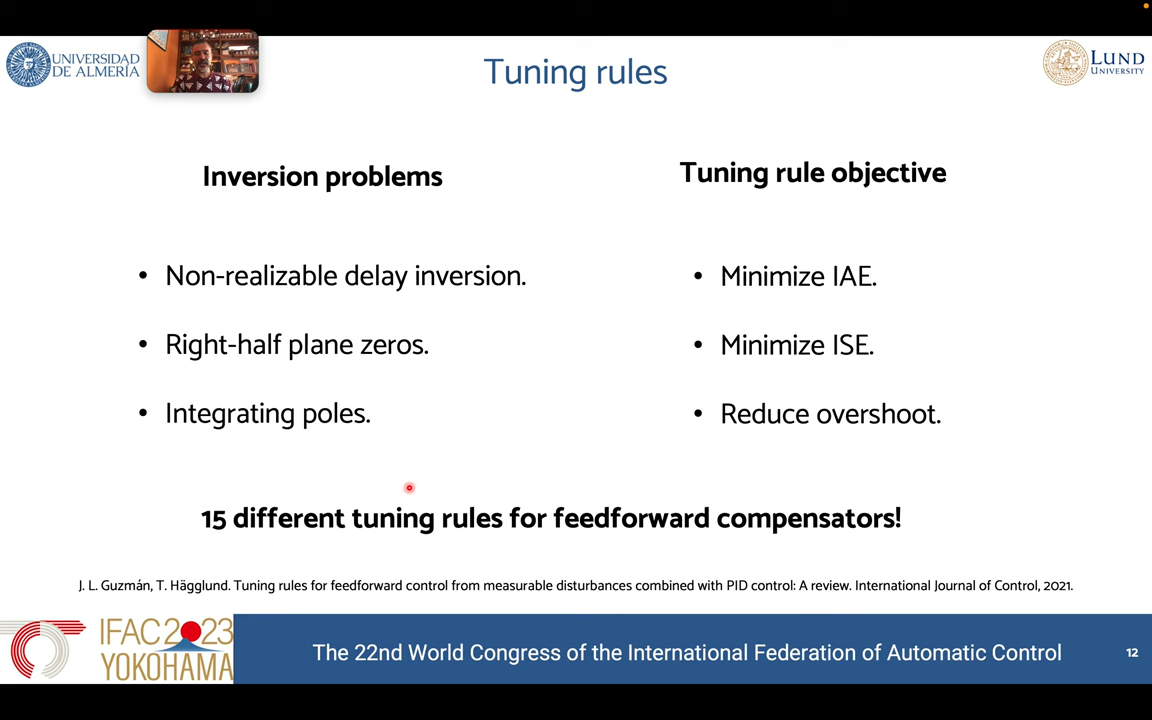 UNIVERSIDAD
DE ALMERÍA
Tuning rules
LUND
UNIVERSITY
Inversion problems
Tuning rule objective
• Non-realizable delay inversion.
• Minimize IAE.
• Right-half plane zeros.
• Minimize ISE.
• Integrating poles.
• Reduce overshoot.
15 different tuning rules for feedforward compensators!
J. L. Guzmán, T. Hägglund. Tuning rules for feedforward control from measurable disturbances combined with PID control: A review. International Journal of Control, 2021.
IFAC 2023
YOKOHAMA
The 22nd World Congress of the International Federation of Automatic Control
12